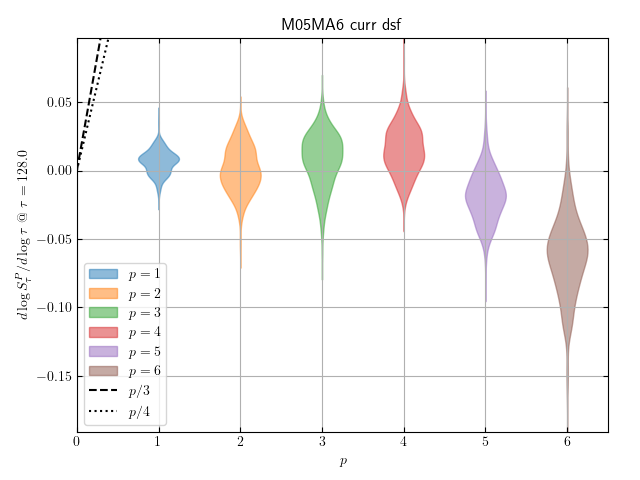 M05MA6 curr dsf
d log S_τ^P / d log τ @ τ = 128.0
0.05
0.00
−0.05
−0.10
−0.15
p = 1
p = 2
p = 3
p = 4
p = 5
p = 6
p/3
p/4
0 1 2 3 4 5 6
p